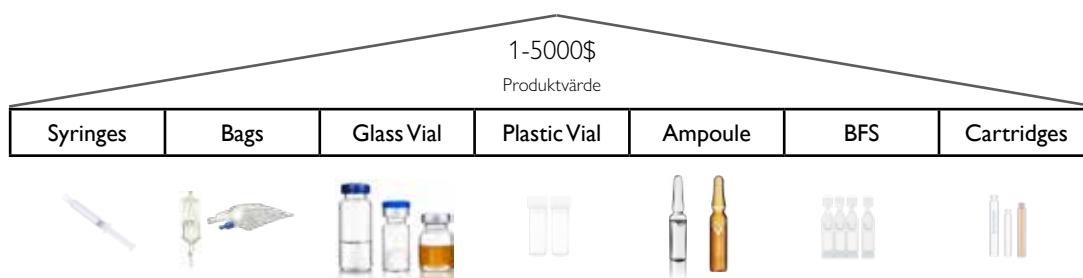 1-5000$
Produktvärde
Syringes Bags Glass Vial Plastic Vial Ampoule BFS Cartridges